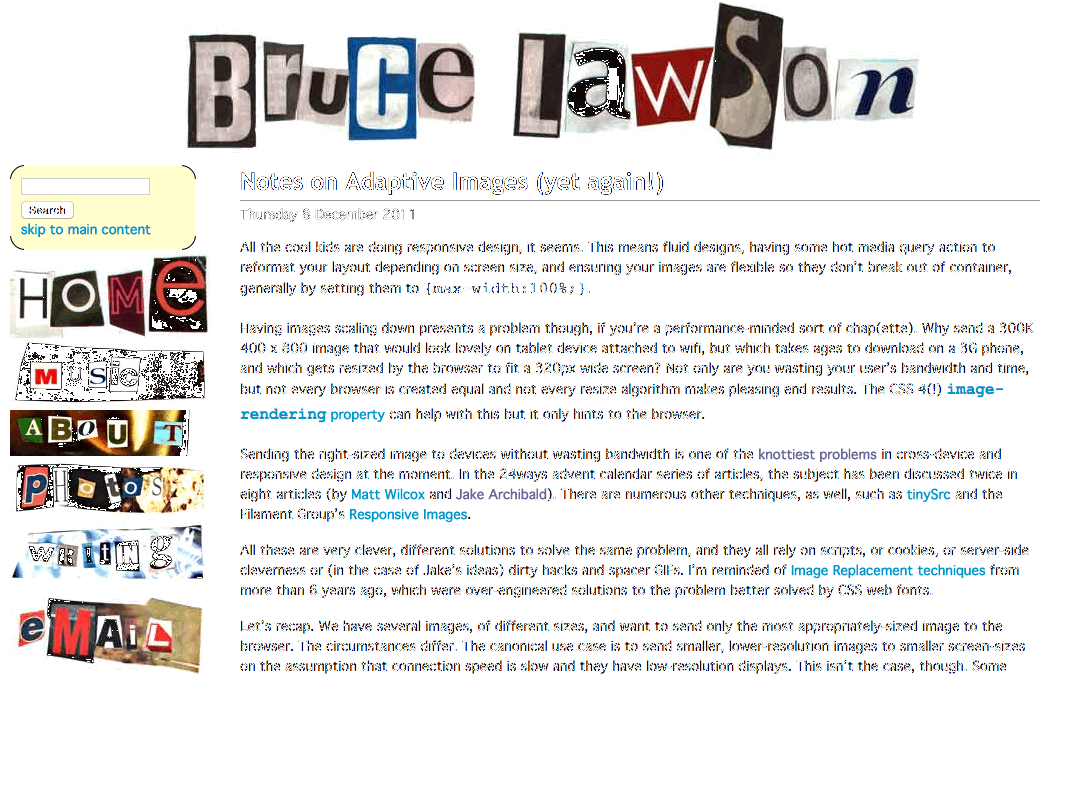 Bruce Lawson
Search
skip to main content
HOMe
music
ABOUT
PHotoS
WRITINg
eMAiL
Notes on Adaptive Images (yet again!)
Thursday 8 December 2011
All the cool kids are doing responsive design, it seems. This means fluid designs, having some hot media query action to
reformat your layout depending on screen size, and ensuring your images are flexible so they don't break out of container,
generally by setting them to {max-width:100%;}.
Having images scaling down presents a problem though, if you're a performance-minded sort of chap(ette). Why send a 300K
400 x 800 image that would look lovely on tablet device attached to wifi, but which takes ages to download on a 3G phone,
and which gets resized by the browser to fit a 320px wide screen? Not only are you wasting your user's bandwidth and time,
but not every browser is created equal and not every resize algorithm makes pleasing end results. The CSS 4(!) image-
rendering property can help with this but it only hints to the browser.
Sending the right-sized image to devices without wasting bandwidth is one of the knottiest problems in cross-device and
responsive design at the moment. In the 24ways advent calendar series of articles, the subject has been discussed twice in
eight articles (by Matt Wilcox and Jake Archibald). There are numerous other techniques, as well, such as tinySrc and the
Filament Group's Responsive Images.
All these are very clever, different solutions to solve the same problem, and they all rely on scripts, or cookies, or server-side
cleverness or (in the case of Jake's ideas) dirty hacks and spacer GIFs. I'm reminded of Image Replacement techniques from
more than 6 years ago, which were over-engineered solutions to the problem better solved by CSS web fonts.
Let's recap. We have several images, of different sizes, and want to send only the most appropriately-sized image to the
browser. The circumstances differ. The canonical use case is to send smaller, lower-resolution images to smaller screen-sizes
on the assumption that connection speed is slow and they have low-resolution displays. This isn't the case, though. Some